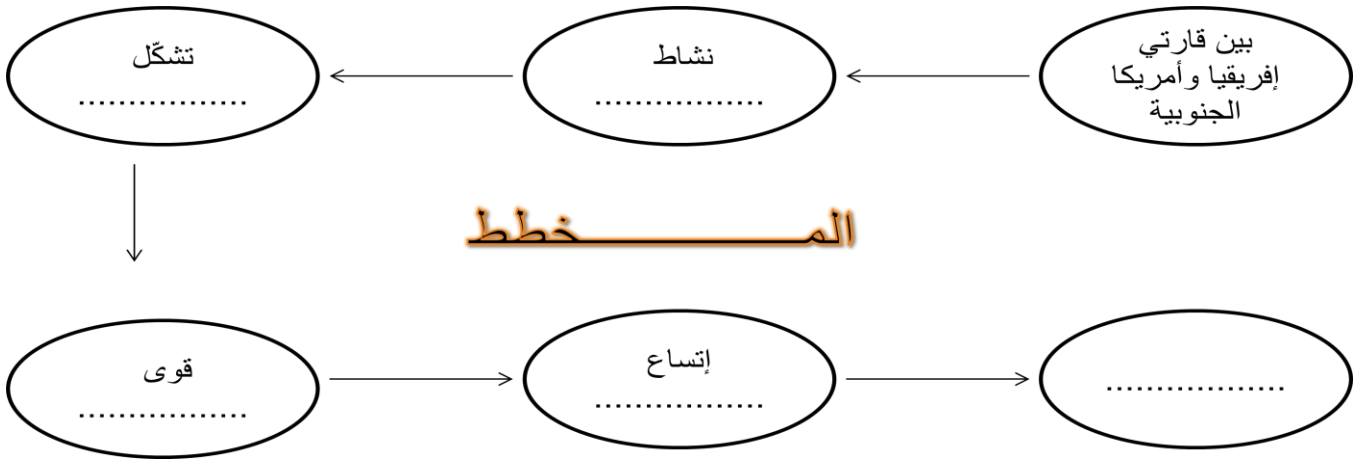 بين قارتي
إفريقيا وأمريكا
الجنوبية
نشاط
..................
تشكّل
..................
المـــــــــخطط
قوى
..................
إتساع
..................
...................